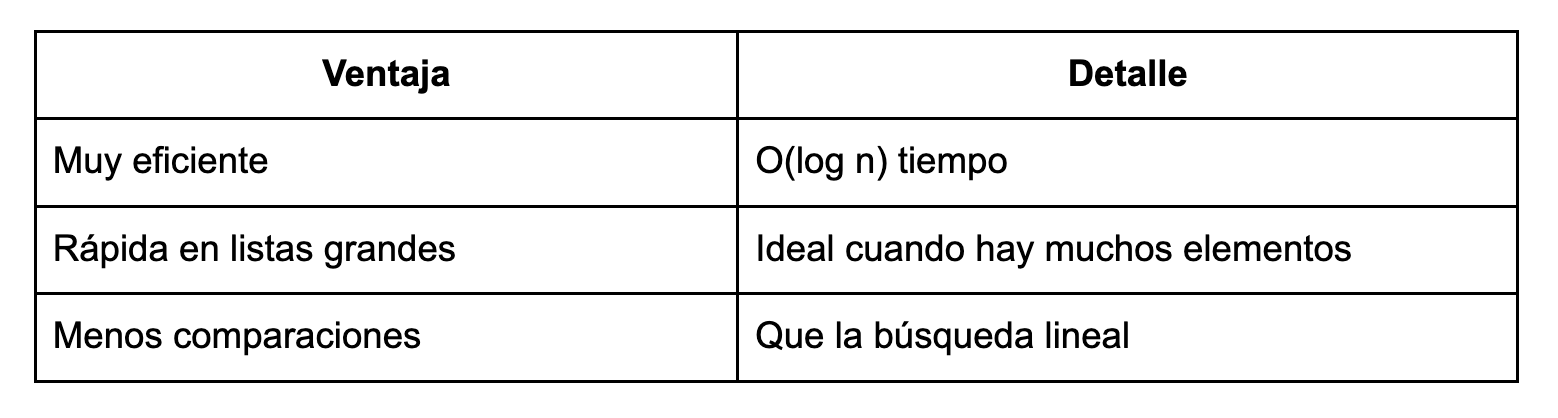 Ventaja
Detalle
Muy eficiente
O(log n) tiempo
Rápida en listas grandes
Ideal cuando hay muchos elementos
Menos comparaciones
Que la búsqueda lineal